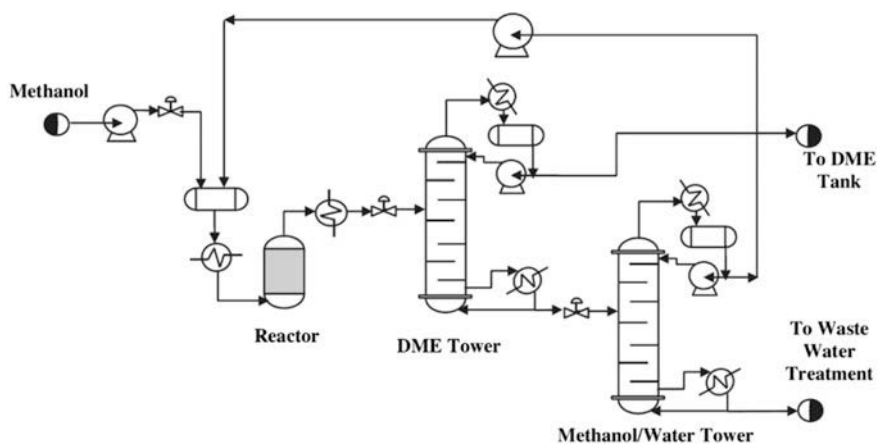 Methanol
To DME
Tank
Reactor
DME Tower
To Waste
Water
Treatment
Methanol/Water Tower